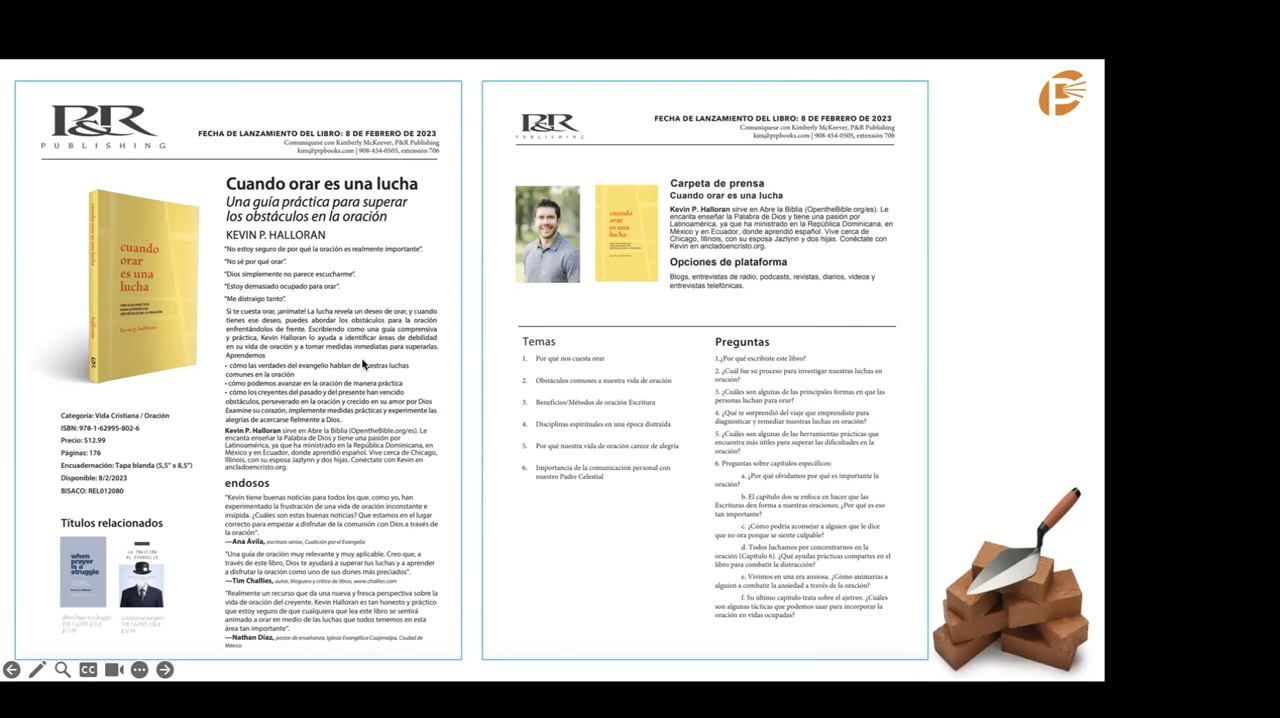 P&R
PUBLISHING
FECHA DE LANZAMIENTO DEL LIBRO: 8 DE FEBRERO DE 2023
Comuníquese con Kimberly McKeever, P&R Publishing
kim@prpbooks.com | 908-454-0505, extensión 706
cuando
orar
es una
lucha
kevin p. halloran
Cuando orar es una lucha
Una guía práctica para superar
los obstáculos en la oración
KEVIN P. HALLORAN
"No estoy seguro de por qué la oración es realmente importante".
"No sé por qué orar".
"Dios simplemente no parece escucharme".
"Estoy demasiado ocupado para orar".
"Me distraigo tanto".
Si te cuesta orar, ¡anímate! La lucha revela un deseo de orar, y cuando
tienes ese deseo, puedes abordar los obstáculos para la oración
enfrentándolos de frente. Escribiendo como una guía comprensiva
y práctica, Kevin Halloran lo ayuda a identificar áreas de debilidad
en su vida de oración y a tomar medidas inmediatas para superarlas.
Aprendemos
• cómo las verdades del evangelio hablan de nuestras luchas
comunes en la oración
• cómo podemos avanzar en la oración de manera práctica
• cómo los creyentes del pasado y del presente han vencido
obstáculos, perseverado en la oración y crecido en su amor por Dios
Examine su corazón, implemente medidas prácticas y experimente las
alegrías de acercarse fielmente a Dios.
Kevin P. Halloran sirve en Abre la Biblia (OpentheBible.org/es). Le
encanta enseñar la Palabra de Dios y tiene una pasión por
Latinoamérica, ya que ha ministrado en la República Dominicana, en
México y en Ecuador, donde aprendió español. Vive cerca de Chicago,
Illinois, con su esposa Jazlynn y dos hijas. Conéctate con Kevin en
ancladoencristo.org.
Categoría: Vida Cristiana / Oración
ISBN: 978-1-62995-802-6
Precio: $12.99
Páginas: 176
Encuadernación: Tapa blanda (5,5" x 8,5")
Disponible: 8/2/2023
BISACO: REL012080
Títulos relacionados
when
prayer is a
struggle
LA TRAICIÓN
AL EVANGELIO
endosos
"Kevin tiene buenas noticias para todos los que, como yo, han
experimentado la frustración de una vida de oración inconstante e
insípida. ¿Cuáles son estas buenas noticias? Que estamos en el lugar
correcto para empezar a disfrutar de la comunión con Dios a través de
la oración".
—Ana Ávila, escritora sénior, Coalición por el Evangelio
"Una guía de oración muy relevante y muy aplicable. Creo que, a
través de este libro, Dios te ayudará a superar tus luchas y a aprender
a disfrutar la oración como uno de sus dones más preciados".
—Tim Challies, autor, bloguero y crítico de libros, www.challies.com
"Realmente un recurso que da una nueva y fresca perspectiva sobre la
vida de oración del creyente. Kevin Halloran es tan honesto y práctico
que estoy seguro de que cualquiera que lea este libro se sentirá
animado a orar en medio de las luchas que todos tenemos en esta
área tan importante".
—Nathan Díaz, pastor de enseñanza, Iglesia Evangélica Cuajimalpa, Ciudad de
México
P&R
PUBLISHING
FECHA DE LANZAMIENTO DEL LIBRO: 8 DE FEBRERO DE 2023
Comuníquese con Kimberly McKeever, P&R Publishing
kim@prpbooks.com | 908-454-0505, extensión 706
cuando
orar
es una
lucha
Carpeta de prensa
Cuando orar es una lucha
Kevin P. Halloran sirve en Abre la Biblia (OpentheBible.org/es). Le
encanta enseñar la Palabra de Dios y tiene una pasión por
Latinoamérica, ya que ha ministrado en la República Dominicana, en
México y en Ecuador, donde aprendió español. Vive cerca de
Chicago, Illinois, con su esposa Jazlynn y dos hijas. Conéctate con
Kevin en ancladoencristo.org.
Opciones de plataforma
Blogs, entrevistas de radio, podcasts, revistas, diarios, videos y
entrevistas telefónicas.
Temas
1. Por qué nos cuesta orar
2. Obstáculos comunes a nuestra vida de oración
3. Beneficios/Métodos de oración Escritura
4. Disciplinas espirituales en una época distraída
5. Por qué nuestra vida de oración carece de alegría
6. Importancia de la comunicación personal con
nuestro Padre Celestial
Preguntas
1.¿Por qué escribiste este libro?
2. ¿Cuál fue su proceso para investigar nuestras luchas en
oración?
3. ¿Cuáles son algunas de las principales formas en que las
personas luchan para orar?
4. ¿Qué te sorprendió del viaje que emprendiste para
diagnosticar y remediar nuestras luchas en oración?
5. ¿Cuáles son algunas de las herramientas prácticas que
encuentra más útiles para superar las dificultades en la
oración?
6. Preguntas sobre capítulos específicos:
a. ¿Por qué olvidamos por qué es importante la
oración?
b. El capítulo dos se enfoca en hacer que las
Escrituras den forma a nuestras oraciones; ¿Por qué es eso
tan importante?
c. ¿Cómo podría aconsejar a alguien que le dice
que no ora porque se siente culpable?
d. Todos luchamos por concentrarnos en la
oración (Capítulo 6). ¿Qué ayudas prácticas compartes en el
libro para combatir la distracción?
e. Vivimos en una era ansiosa. ¿Cómo animarías a
alguien a combatir la ansiedad a través de la oración?
f. Su último capítulo trata sobre el ajetreo. ¿Cuáles
son algunas tácticas que podemos usar para incorporar la
oración en vidas ocupadas?
CC